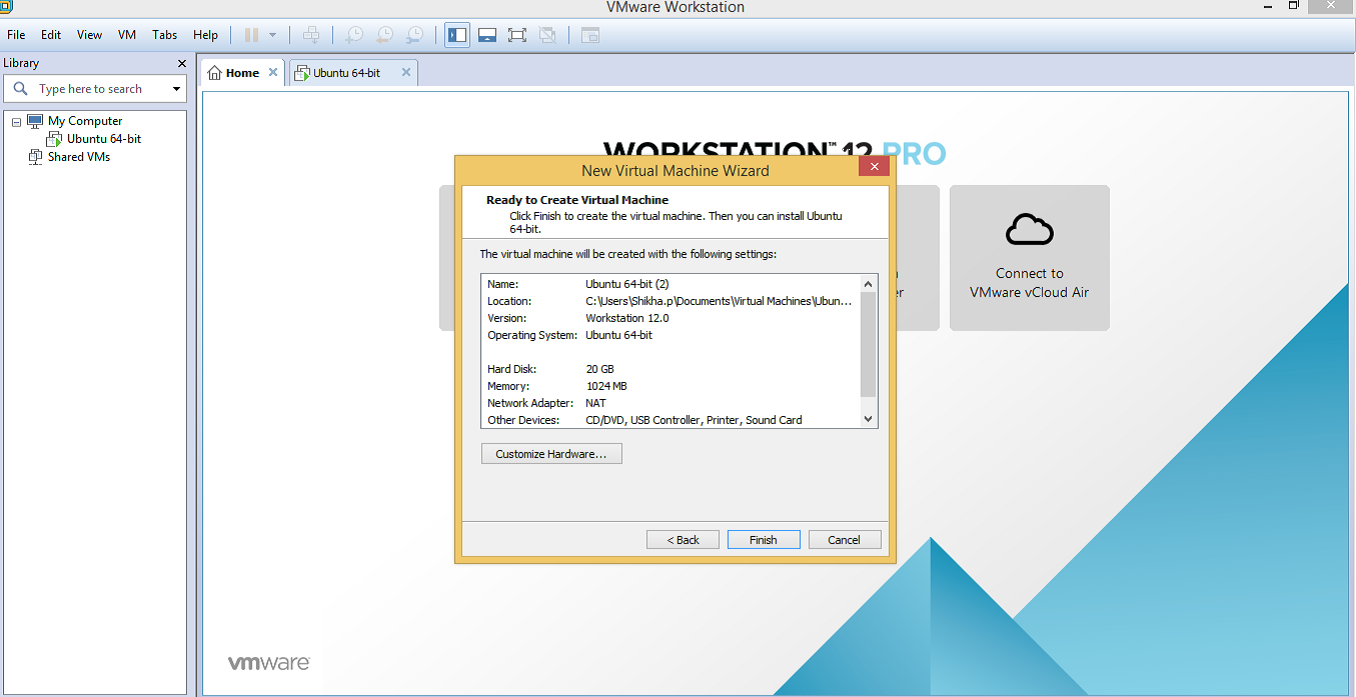 VMware Workstation
File Edit View VM Tabs Help
Library
Type here to search
My Computer
Ubuntu 64-bit
Shared VMs
Home
Ubuntu 64-bit
WORKSTATION™ 12 PRO
New Virtual Machine Wizard
Ready to Create Virtual Machine
Click Finish to create the virtual machine. Then you can install Ubuntu
64-bit.
The virtual machine will be created with the following settings:
Name: Ubuntu 64-bit (2)
Location: C:\Users\Shikha.p\Documents\Virtual Machines\Ubun...
Version: Workstation 12.0
Operating System: Ubuntu 64-bit
Hard Disk: 20 GB
Memory: 1024 MB
Network Adapter: NAT
Other Devices: CD/DVD, USB Controller, Printer, Sound Card
Customize Hardware...
< Back Finish Cancel
Connect to
VMware vCloud Air
vmware